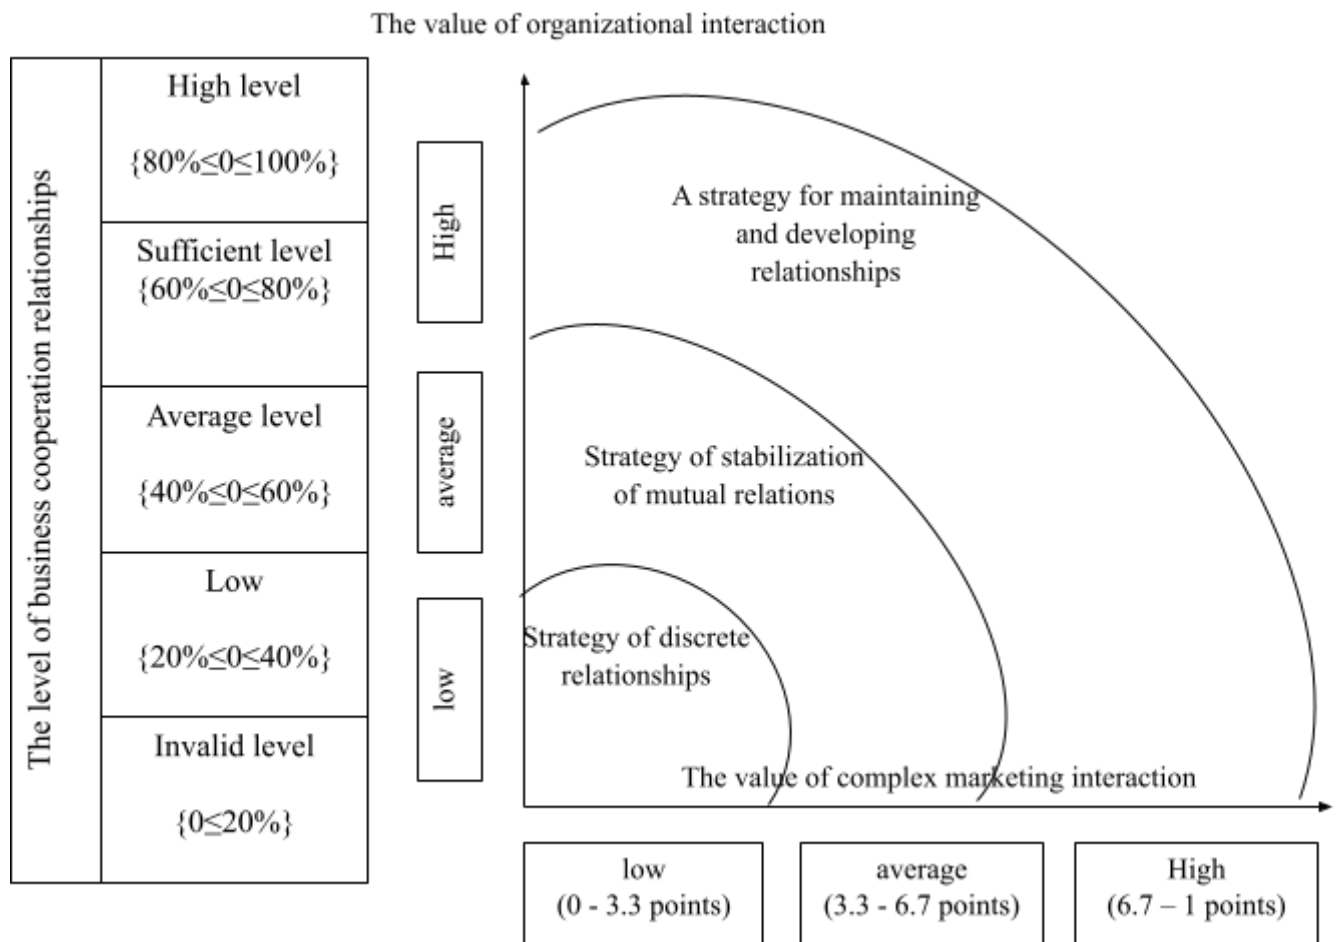 The value of organizational interaction
The level of business cooperation relationships
High level
{80%≤0≤100%}
Sufficient level
{60%≤0≤80%}
Average level
{40%≤0≤60%}
Low
{20%≤0≤40%}
Invalid level
{0≤20%}
High
average
low
A strategy for maintaining
and developing
relationships
Strategy of stabilization
of mutual relations
Strategy of discrete
relationships
The value of complex marketing interaction
low
(0 - 3.3 points)
average
(3.3 - 6.7 points)
High
(6.7 – 1 points)